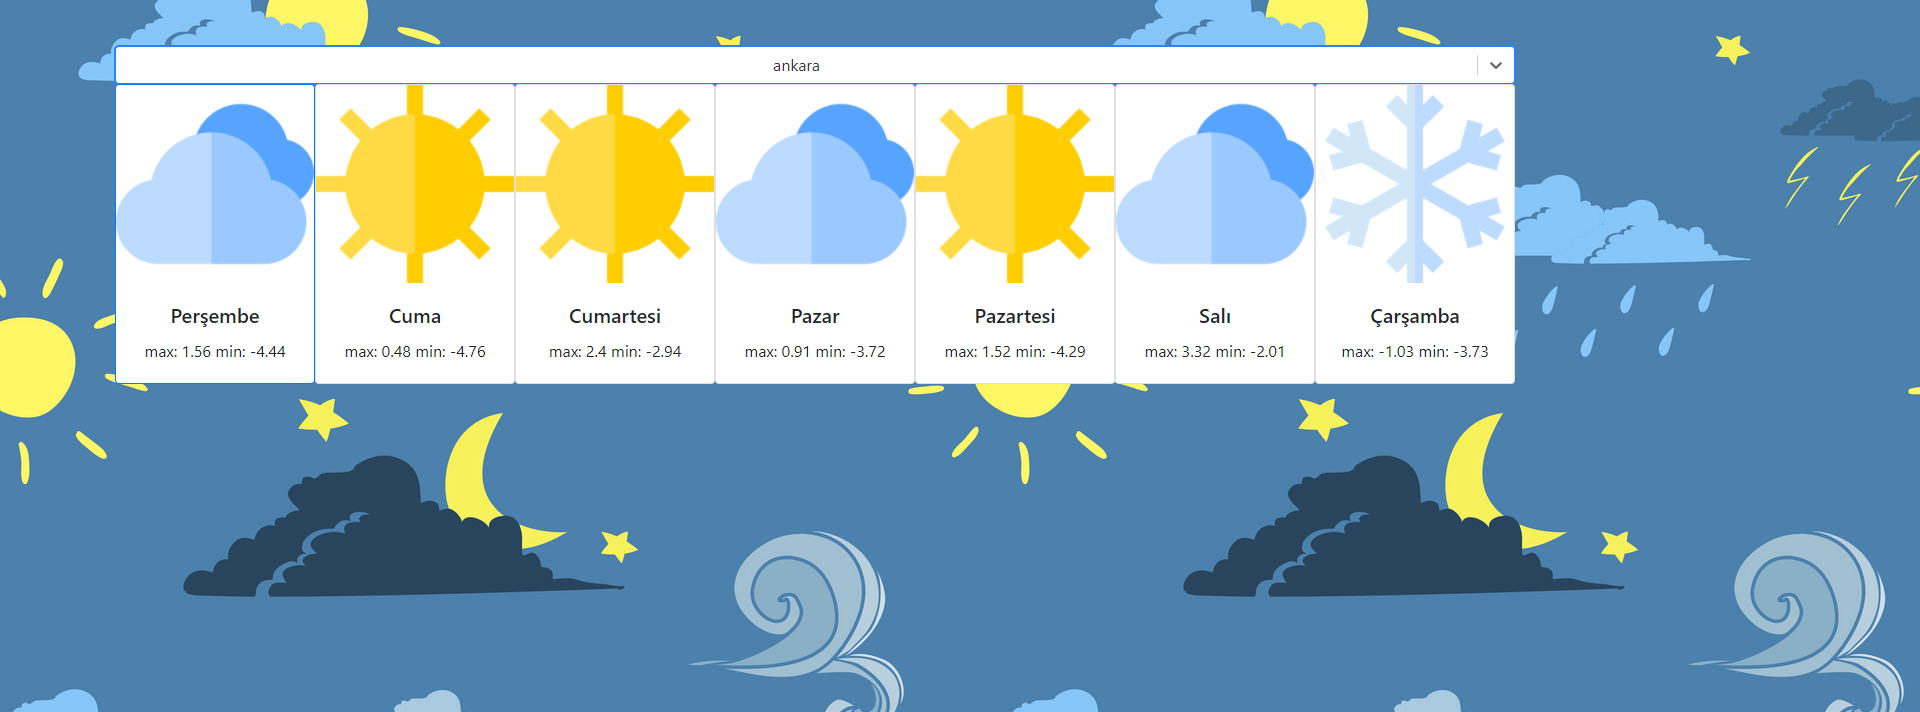 ankara
Perşembe
max: 1.56 min: -4.44
Cuma
max: 0.48 min: -4.76
Cumartesi
max: 2.4 min: -2.94
Pazar
max: 0.91 min: -3.72
Pazartesi
max: 1.52 min: -4.29
Salı
max: 3.32 min: -2.01
Çarşamba
max: -1.03 min: -3.73